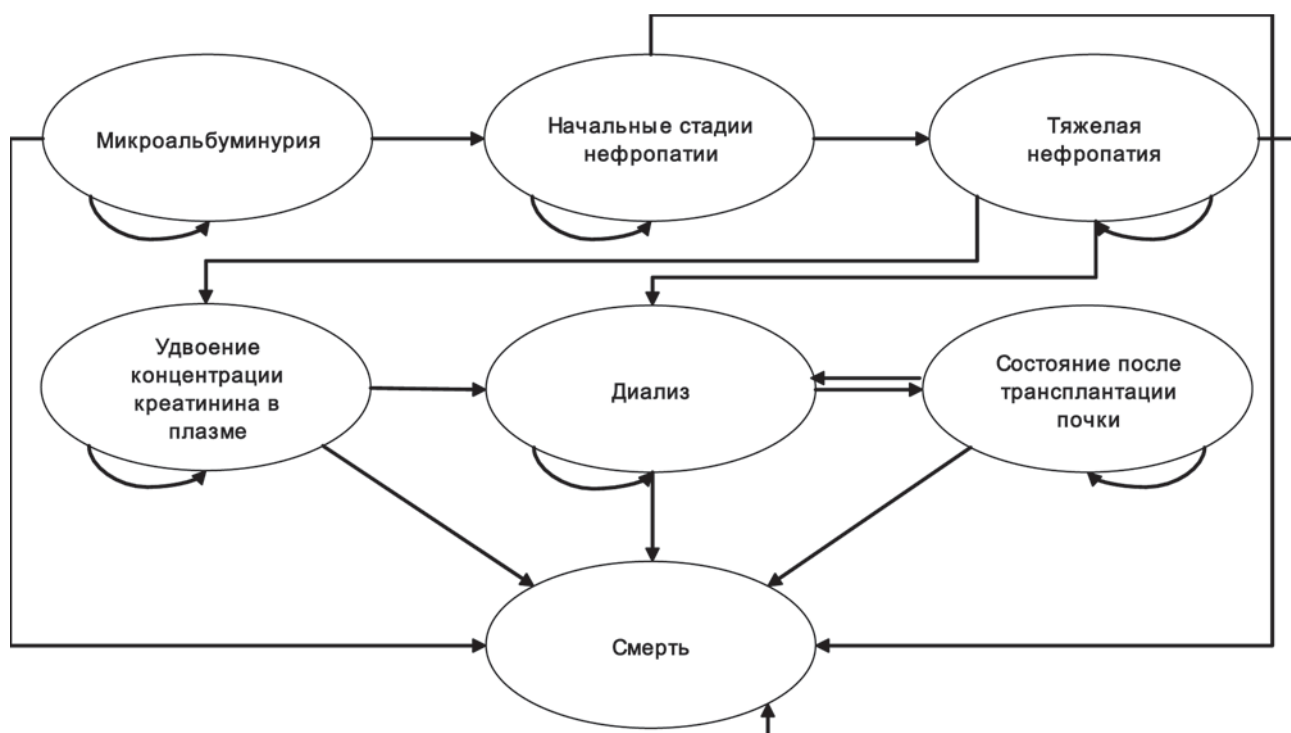 Микроальбуминурия
Начальные стадии
нефропатии
Тяжелая
нефропатия
Удвоение
концентрации
креатинина в
плазме
Диализ
Состояние после
трансплантации
почки
Смерть